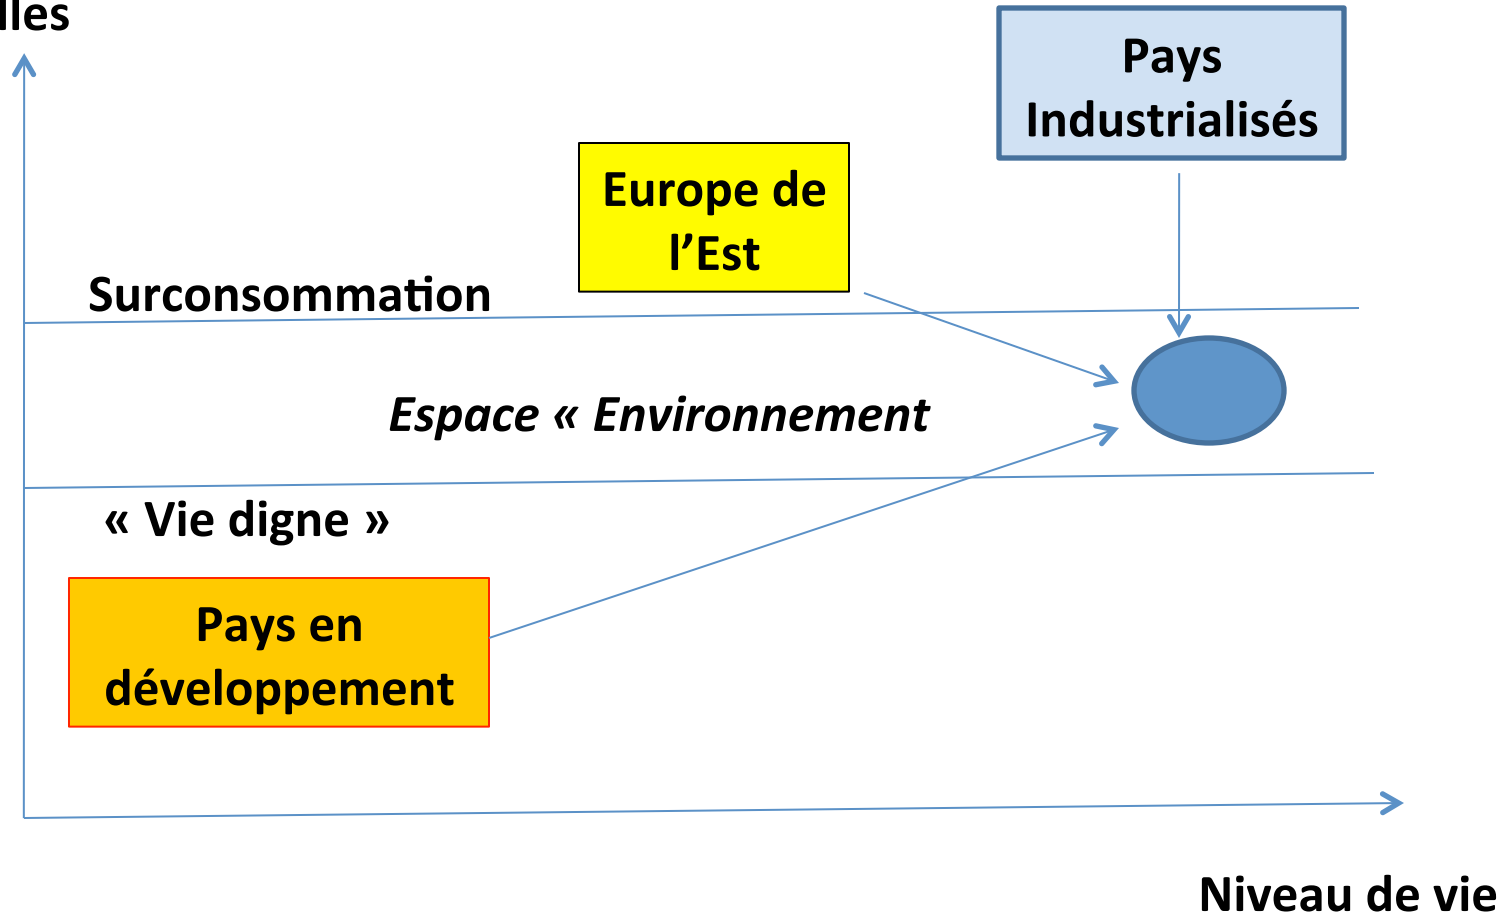 lles
Pays
Industrialisés
Europe de
l’Est
Surconsommation
Espace « Environnement
« Vie digne »
Pays en
développement
Niveau de vie